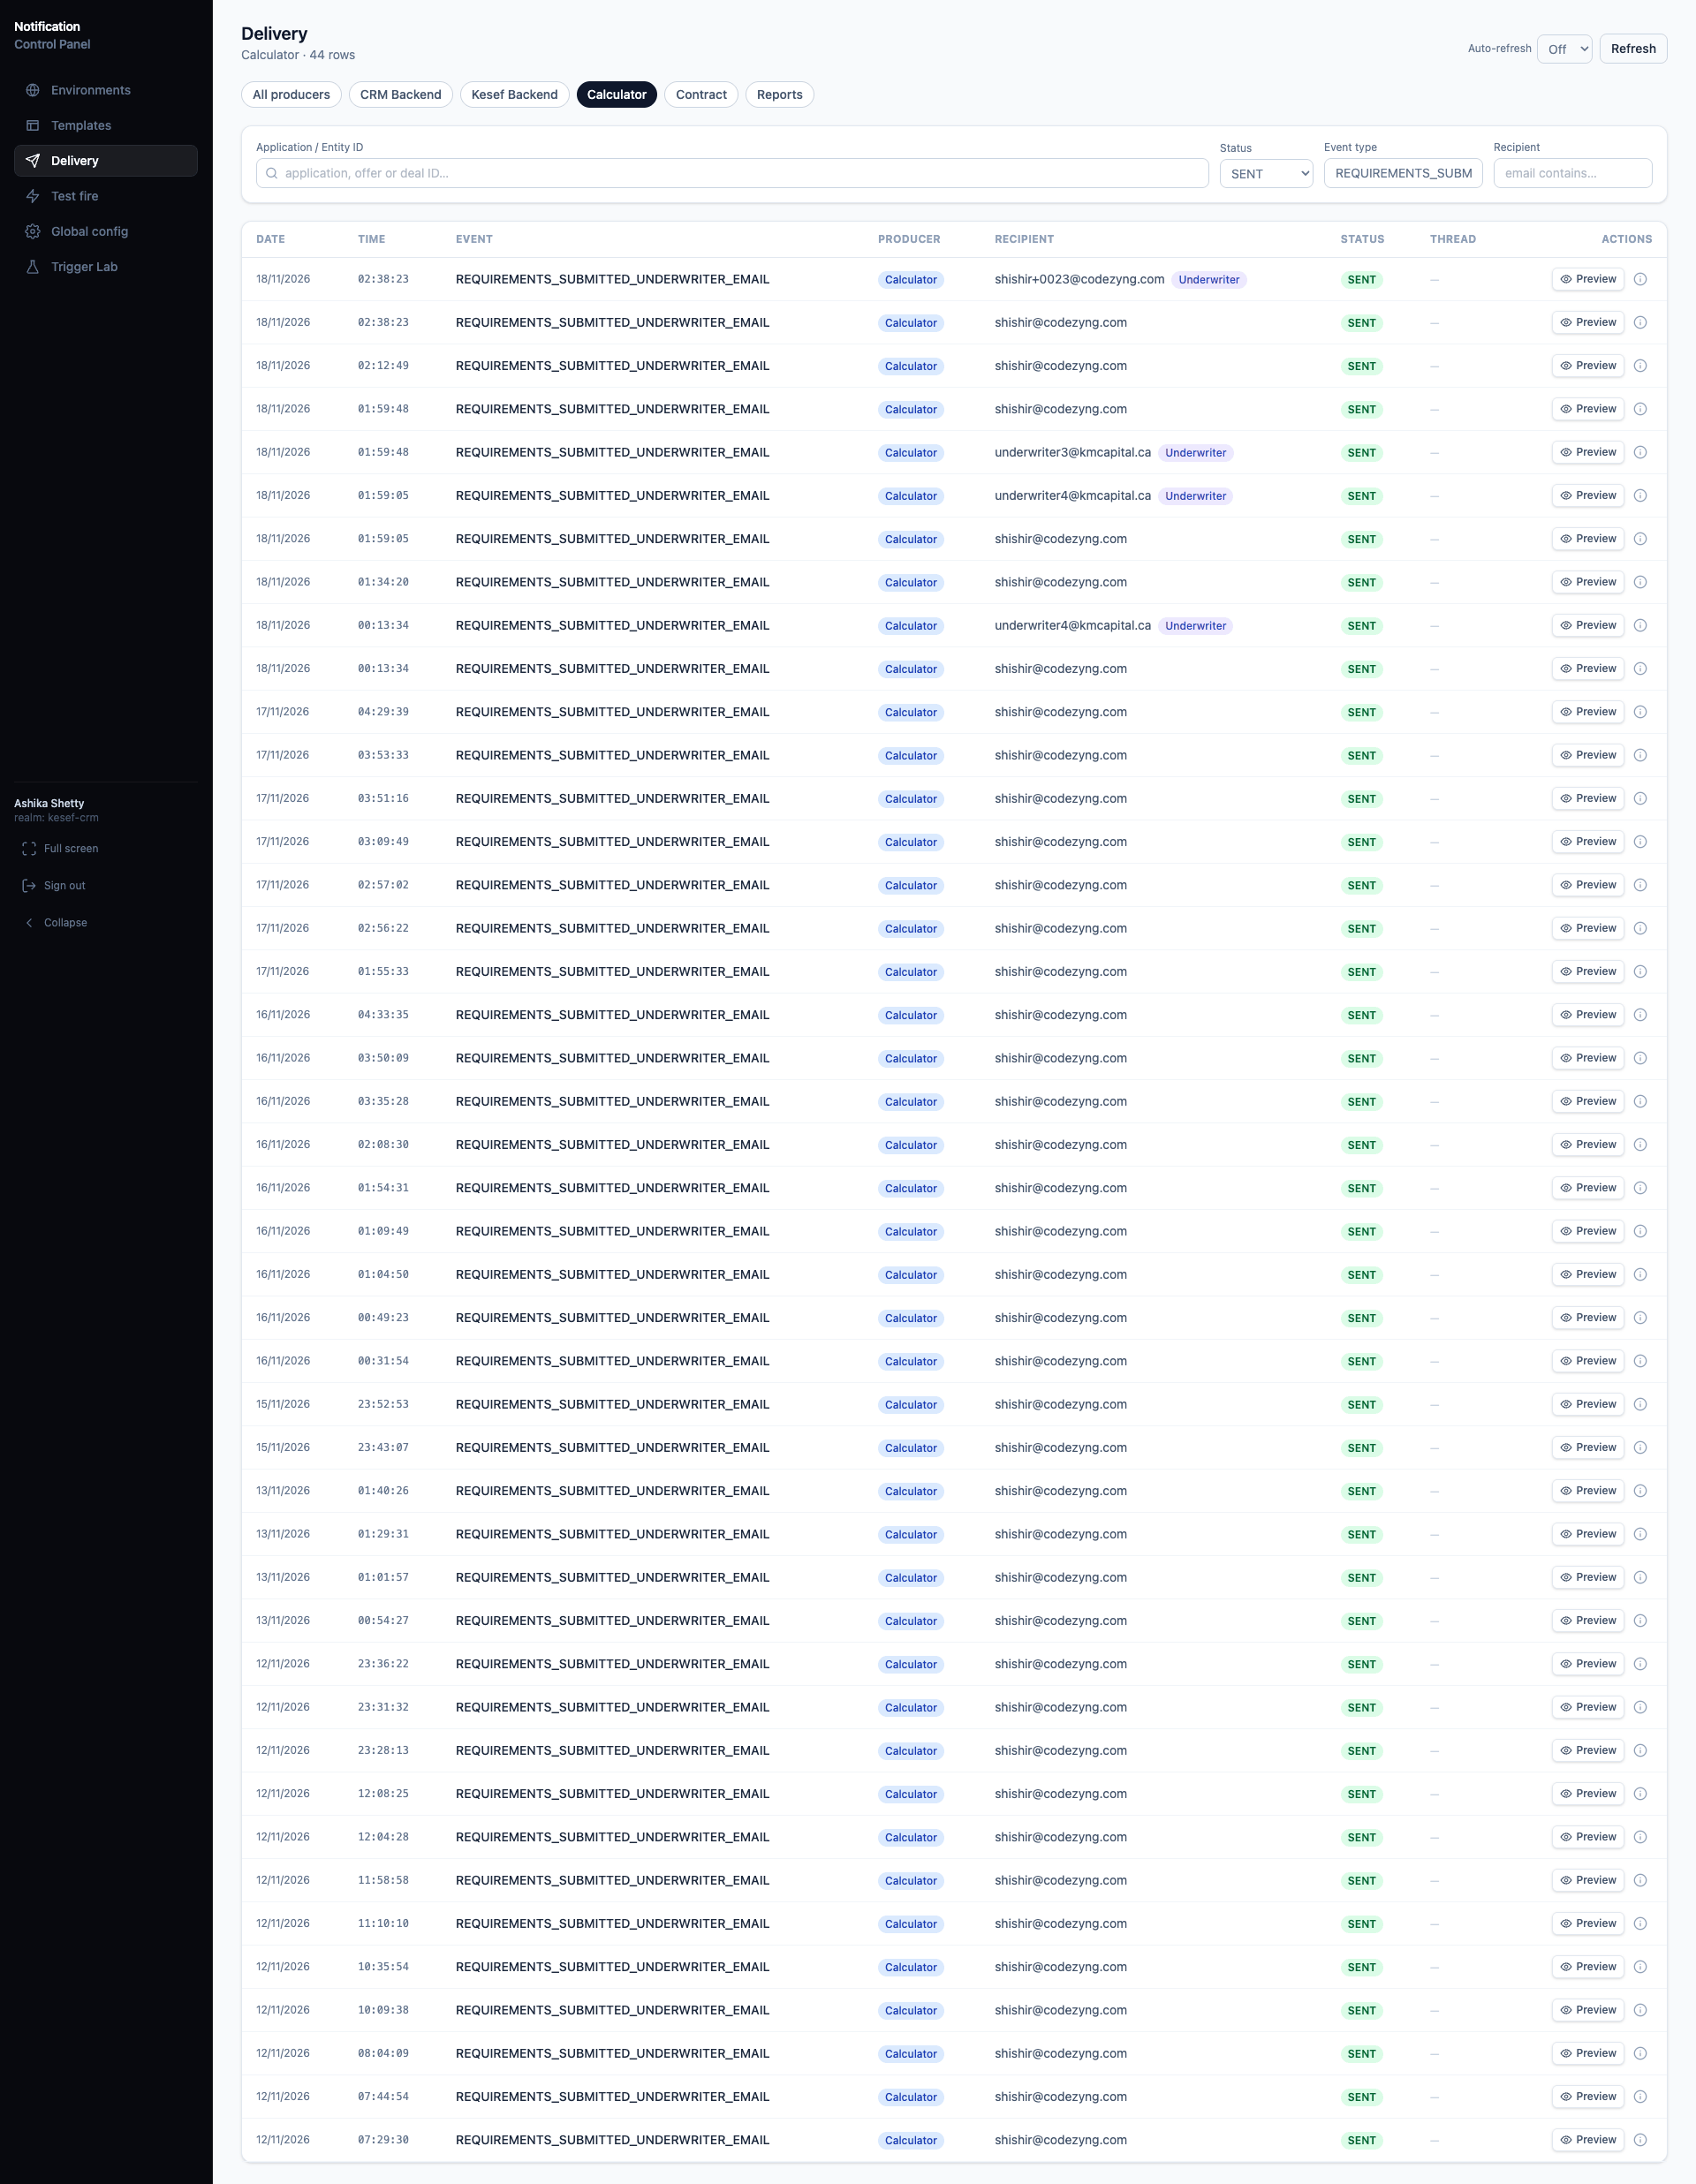 Notification
Control Panel
Environments
Templates
Delivery
Test fire
Global config
Trigger Lab
Ashika Shetty
realm: kesef-crm
Full screen
Sign out
Collapse
Delivery
Calculator · 44 rows
Auto-refresh Off Refresh
All producers CRM Backend Kesef Backend Calculator Contract Reports
Application / Entity ID Status Event type Recipient
application, offer or deal ID... SENT REQUIREMENTS_SUBM email contains...
DATE TIME EVENT PRODUCER RECIPIENT STATUS THREAD ACTIONS
18/11/2026 02:38:23 REQUIREMENTS_SUBMITTED_UNDERWRITER_EMAIL Calculator shishir+0023@codezyng.com Underwriter SENT — Preview
18/11/2026 02:38:23 REQUIREMENTS_SUBMITTED_UNDERWRITER_EMAIL Calculator shishir@codezyng.com SENT — Preview
18/11/2026 02:12:49 REQUIREMENTS_SUBMITTED_UNDERWRITER_EMAIL Calculator shishir@codezyng.com SENT — Preview
18/11/2026 01:59:48 REQUIREMENTS_SUBMITTED_UNDERWRITER_EMAIL Calculator shishir@codezyng.com SENT — Preview
18/11/2026 01:59:48 REQUIREMENTS_SUBMITTED_UNDERWRITER_EMAIL Calculator underwriter3@kmcapital.ca Underwriter SENT — Preview
18/11/2026 01:59:05 REQUIREMENTS_SUBMITTED_UNDERWRITER_EMAIL Calculator underwriter4@kmcapital.ca Underwriter SENT — Preview
18/11/2026 01:59:05 REQUIREMENTS_SUBMITTED_UNDERWRITER_EMAIL Calculator shishir@codezyng.com SENT — Preview
18/11/2026 01:34:20 REQUIREMENTS_SUBMITTED_UNDERWRITER_EMAIL Calculator shishir@codezyng.com SENT — Preview
18/11/2026 00:13:34 REQUIREMENTS_SUBMITTED_UNDERWRITER_EMAIL Calculator underwriter4@kmcapital.ca Underwriter SENT — Preview
18/11/2026 00:13:34 REQUIREMENTS_SUBMITTED_UNDERWRITER_EMAIL Calculator shishir@codezyng.com SENT — Preview
17/11/2026 04:29:39 REQUIREMENTS_SUBMITTED_UNDERWRITER_EMAIL Calculator shishir@codezyng.com SENT — Preview
17/11/2026 03:53:33 REQUIREMENTS_SUBMITTED_UNDERWRITER_EMAIL Calculator shishir@codezyng.com SENT — Preview
17/11/2026 03:51:16 REQUIREMENTS_SUBMITTED_UNDERWRITER_EMAIL Calculator shishir@codezyng.com SENT — Preview
17/11/2026 03:09:49 REQUIREMENTS_SUBMITTED_UNDERWRITER_EMAIL Calculator shishir@codezyng.com SENT — Preview
17/11/2026 02:57:02 REQUIREMENTS_SUBMITTED_UNDERWRITER_EMAIL Calculator shishir@codezyng.com SENT — Preview
17/11/2026 02:56:22 REQUIREMENTS_SUBMITTED_UNDERWRITER_EMAIL Calculator shishir@codezyng.com SENT — Preview
17/11/2026 01:55:33 REQUIREMENTS_SUBMITTED_UNDERWRITER_EMAIL Calculator shishir@codezyng.com SENT — Preview
16/11/2026 04:33:35 REQUIREMENTS_SUBMITTED_UNDERWRITER_EMAIL Calculator shishir@codezyng.com SENT — Preview
16/11/2026 03:50:09 REQUIREMENTS_SUBMITTED_UNDERWRITER_EMAIL Calculator shishir@codezyng.com SENT — Preview
16/11/2026 03:35:28 REQUIREMENTS_SUBMITTED_UNDERWRITER_EMAIL Calculator shishir@codezyng.com SENT — Preview
16/11/2026 02:08:30 REQUIREMENTS_SUBMITTED_UNDERWRITER_EMAIL Calculator shishir@codezyng.com SENT — Preview
16/11/2026 01:54:31 REQUIREMENTS_SUBMITTED_UNDERWRITER_EMAIL Calculator shishir@codezyng.com SENT — Preview
16/11/2026 01:09:49 REQUIREMENTS_SUBMITTED_UNDERWRITER_EMAIL Calculator shishir@codezyng.com SENT — Preview
16/11/2026 01:04:50 REQUIREMENTS_SUBMITTED_UNDERWRITER_EMAIL Calculator shishir@codezyng.com SENT — Preview
16/11/2026 00:49:23 REQUIREMENTS_SUBMITTED_UNDERWRITER_EMAIL Calculator shishir@codezyng.com SENT — Preview
16/11/2026 00:31:54 REQUIREMENTS_SUBMITTED_UNDERWRITER_EMAIL Calculator shishir@codezyng.com SENT — Preview
15/11/2026 23:52:53 REQUIREMENTS_SUBMITTED_UNDERWRITER_EMAIL Calculator shishir@codezyng.com SENT — Preview
15/11/2026 23:43:07 REQUIREMENTS_SUBMITTED_UNDERWRITER_EMAIL Calculator shishir@codezyng.com SENT — Preview
13/11/2026 01:40:26 REQUIREMENTS_SUBMITTED_UNDERWRITER_EMAIL Calculator shishir@codezyng.com SENT — Preview
13/11/2026 01:29:31 REQUIREMENTS_SUBMITTED_UNDERWRITER_EMAIL Calculator shishir@codezyng.com SENT — Preview
13/11/2026 01:01:57 REQUIREMENTS_SUBMITTED_UNDERWRITER_EMAIL Calculator shishir@codezyng.com SENT — Preview
13/11/2026 00:54:27 REQUIREMENTS_SUBMITTED_UNDERWRITER_EMAIL Calculator shishir@codezyng.com SENT — Preview
12/11/2026 23:36:22 REQUIREMENTS_SUBMITTED_UNDERWRITER_EMAIL Calculator shishir@codezyng.com SENT — Preview
12/11/2026 23:31:32 REQUIREMENTS_SUBMITTED_UNDERWRITER_EMAIL Calculator shishir@codezyng.com SENT — Preview
12/11/2026 23:28:13 REQUIREMENTS_SUBMITTED_UNDERWRITER_EMAIL Calculator shishir@codezyng.com SENT — Preview
12/11/2026 12:08:25 REQUIREMENTS_SUBMITTED_UNDERWRITER_EMAIL Calculator shishir@codezyng.com SENT — Preview
12/11/2026 12:04:28 REQUIREMENTS_SUBMITTED_UNDERWRITER_EMAIL Calculator shishir@codezyng.com SENT — Preview
12/11/2026 11:58:58 REQUIREMENTS_SUBMITTED_UNDERWRITER_EMAIL Calculator shishir@codezyng.com SENT — Preview
12/11/2026 11:10:10 REQUIREMENTS_SUBMITTED_UNDERWRITER_EMAIL Calculator shishir@codezyng.com SENT — Preview
12/11/2026 10:35:54 REQUIREMENTS_SUBMITTED_UNDERWRITER_EMAIL Calculator shishir@codezyng.com SENT — Preview
12/11/2026 10:09:38 REQUIREMENTS_SUBMITTED_UNDERWRITER_EMAIL Calculator shishir@codezyng.com SENT — Preview
12/11/2026 08:04:09 REQUIREMENTS_SUBMITTED_UNDERWRITER_EMAIL Calculator shishir@codezyng.com SENT — Preview
12/11/2026 07:44:54 REQUIREMENTS_SUBMITTED_UNDERWRITER_EMAIL Calculator shishir@codezyng.com SENT — Preview
12/11/2026 07:29:30 REQUIREMENTS_SUBMITTED_UNDERWRITER_EMAIL Calculator shishir@codezyng.com SENT — Preview